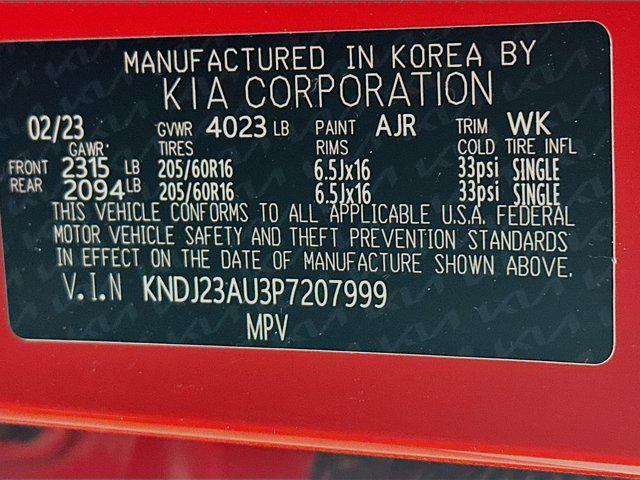 MANUFACTURED IN KOREA BY
KIA CORPORATION
02/23 GVWR 4023 LB PAINT AJR TRIM WK
GAWR TIRES RIMS COLD TIRE INFL
FRONT 2315 LB 205/60R16 6.5Jx16 33psi SINGLE
REAR 2094 LB 205/60R16 6.5Jx16 33psi SINGLE
THIS VEHICLE CONFORMS TO ALL APPLICABLE U.S.A. FEDERAL
MOTOR VEHICLE SAFETY AND THEFT PREVENTION STANDARDS
IN EFFECT ON THE DATE OF MANUFACTURE SHOWN ABOVE.
V.I.N KNDJ23AU3P7207999
MPV